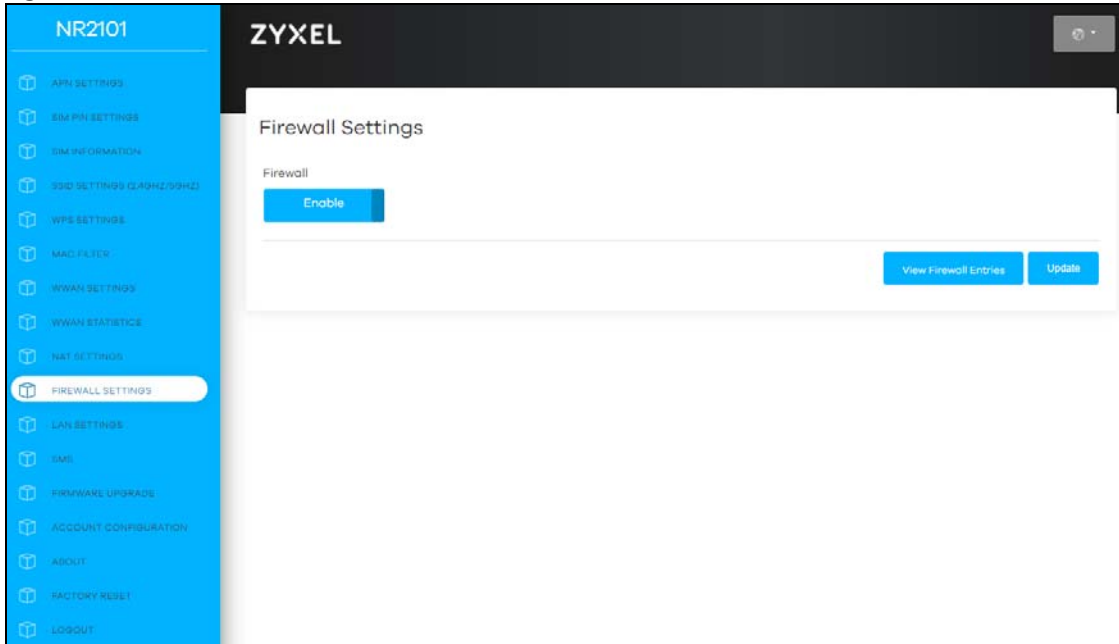 NR2101
ZYXEL
APN SETTINGS
SIM PIN SETTINGS
SIM INFORMATION
SSID SETTINGS (2.4GHZ/5GHZ)
WPS SETTINGS
MAC FILTER
WWAN SETTINGS
WWAN STATISTICS
NAT SETTINGS
FIREWALL SETTINGS
LAN SETTINGS
SMS
FIRMWARE UPGRADE
ACCOUNT CONFIGURATION
ABOUT
FACTORY RESET
LOGOUT
Firewall Settings
Firewall
Enable
View Firewall Entries
Update